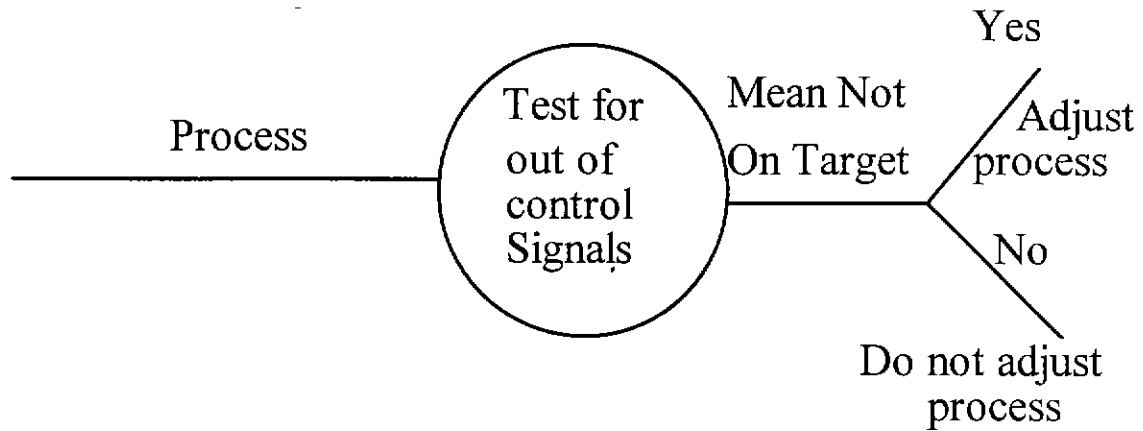 Process
Test for
out of
control
Signals
Mean Not
On Target
Yes
Adjust
process
No
Do not adjust
process